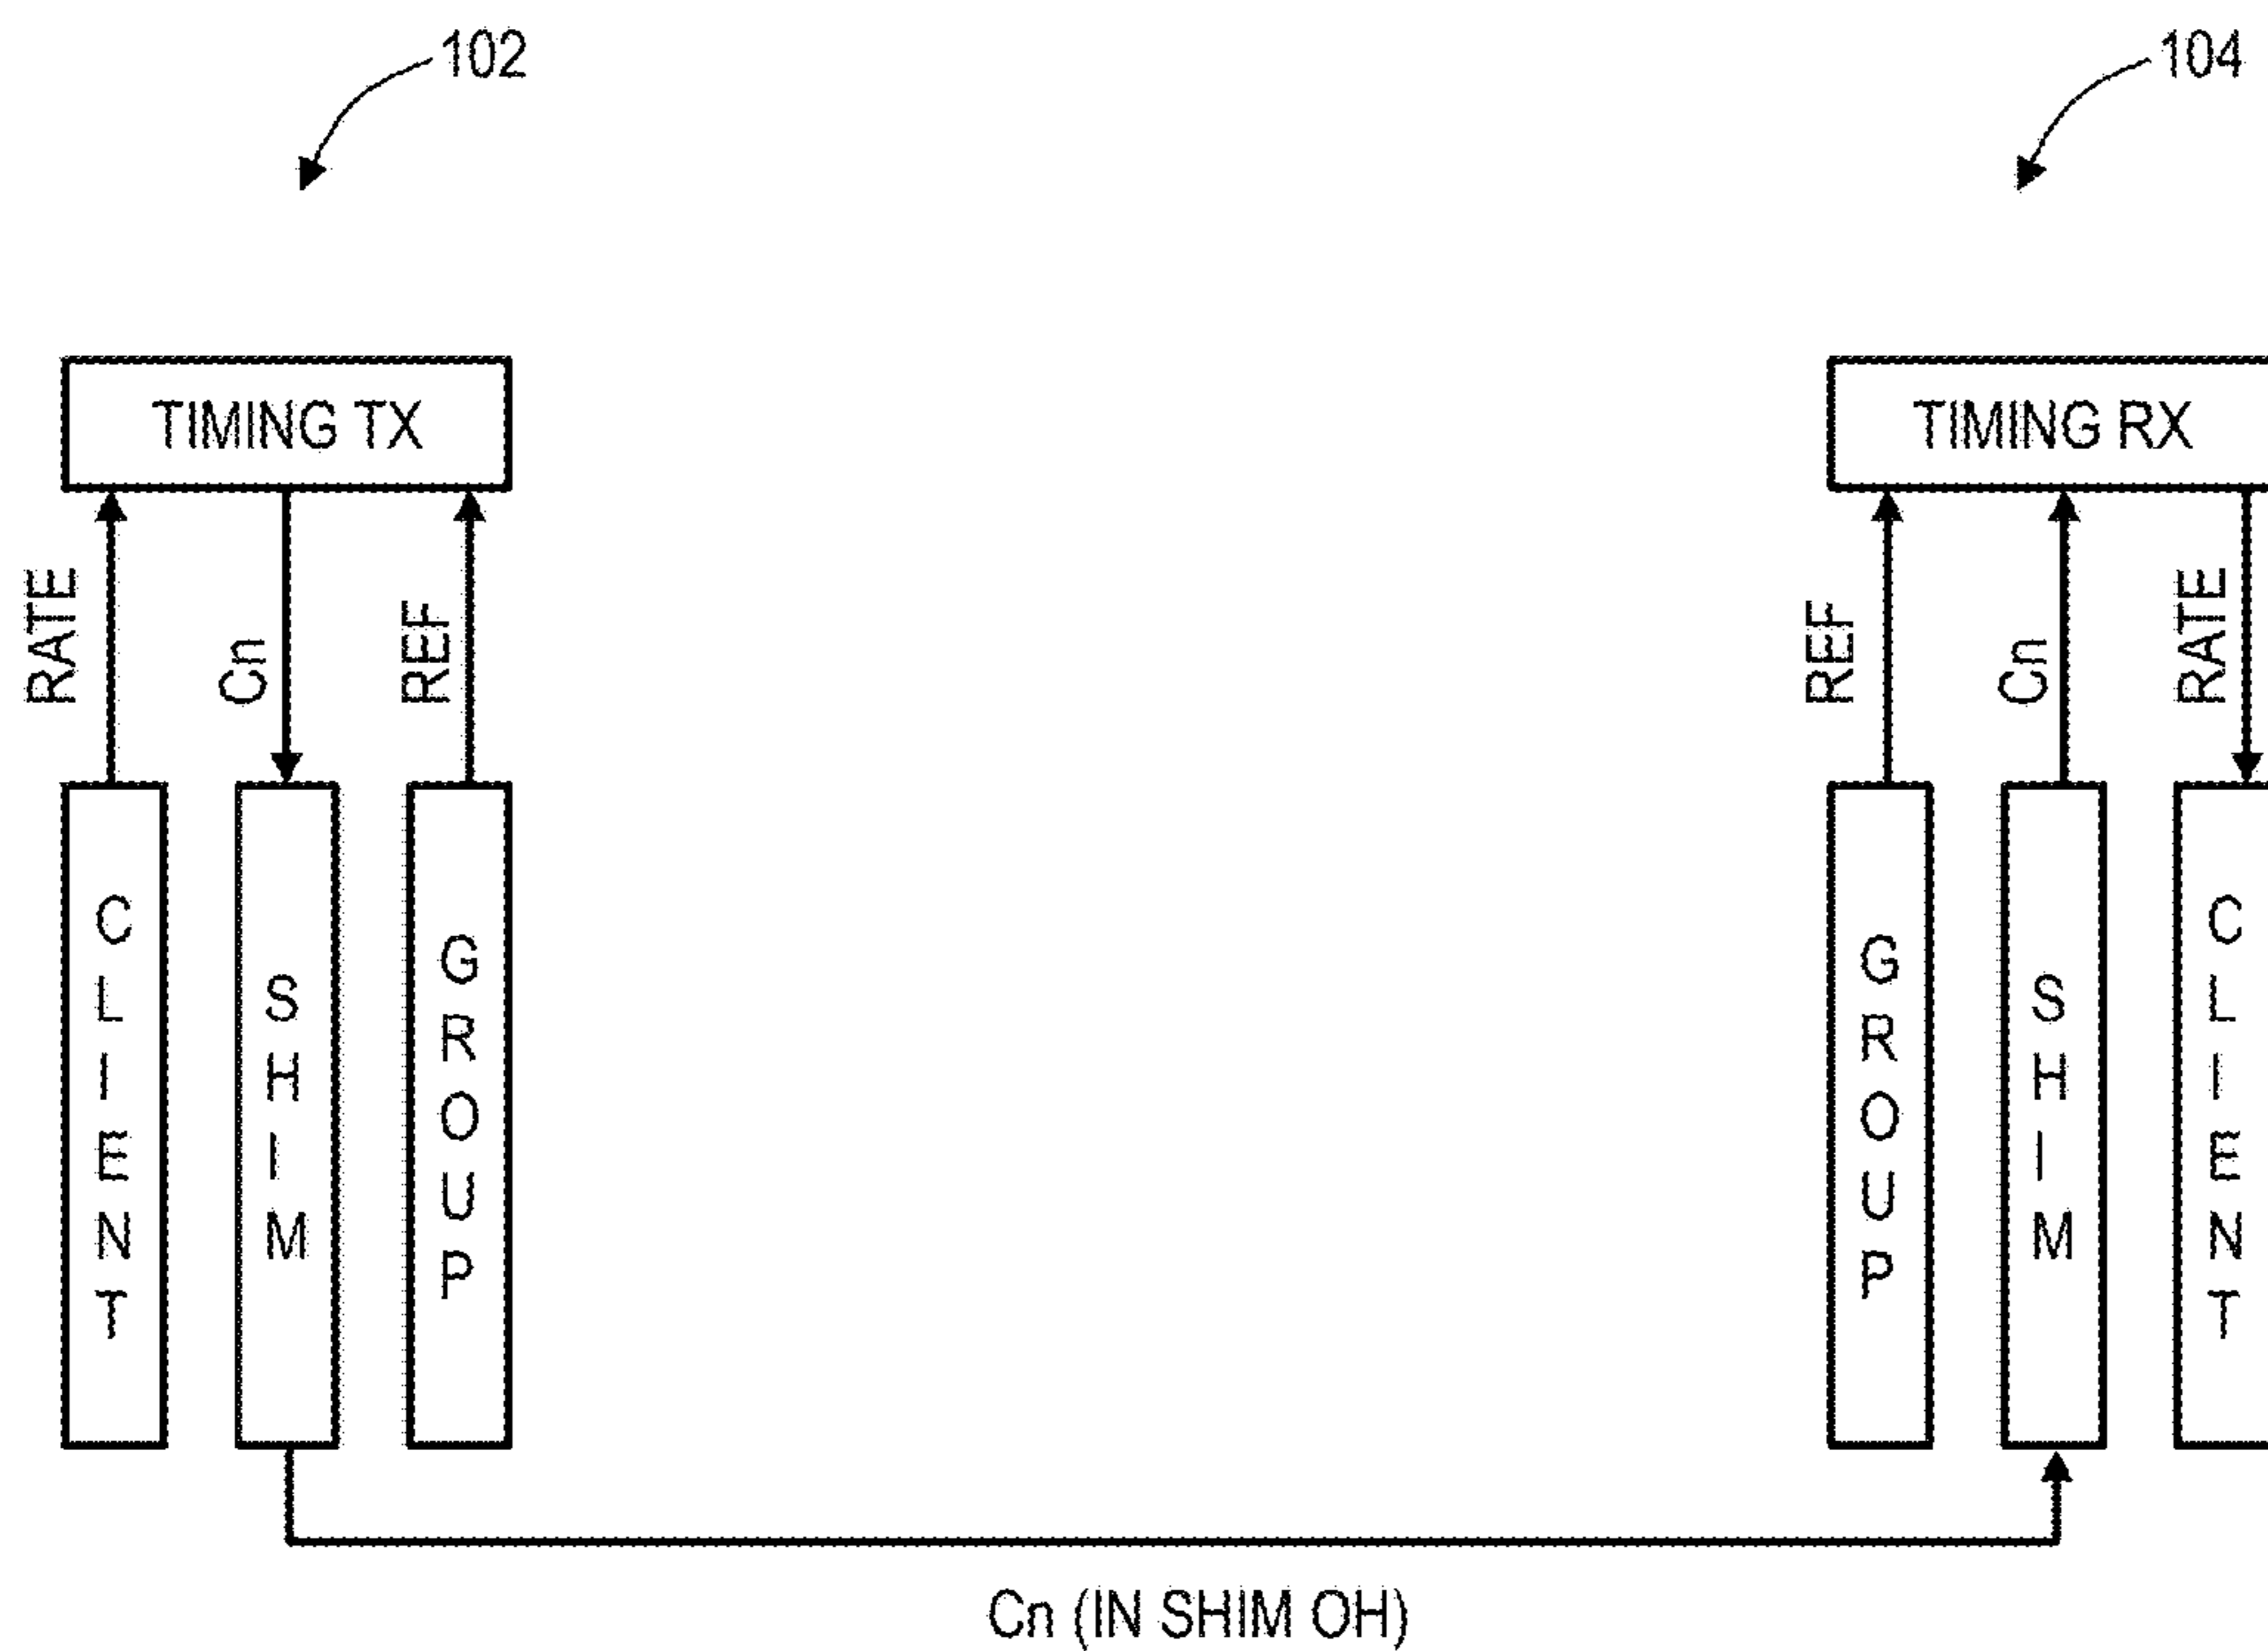 102
104
TIMING TX
TIMING RX
RATE
Cn
REF
REF
Cn
RATE
CLIENT
SHIM
GROUP
GROUP
SHIM
CLIENT
Cn (IN SHIM OH)